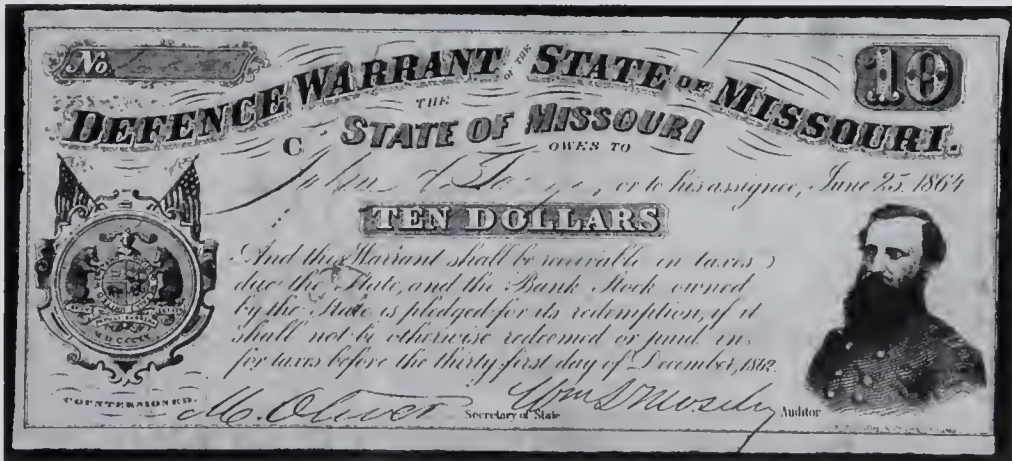 No.
10
DEFENCE WARRANT OF THE STATE OF MISSOURI.
THE
C STATE OF MISSOURI
OWES TO
John or to his assignee, June 25, 1864
TEN DOLLARS
And this Warrant shall be receivable in taxes
due the State, and the Bank Stock owned
by the State is pledged for its redemption, if it
shall not be otherwise redeemed or paid in
for taxes before the thirty first day of December, 1862.
COUNTERSIGNED.
M. Oliver Secretary of State Wm S Mosely Auditor